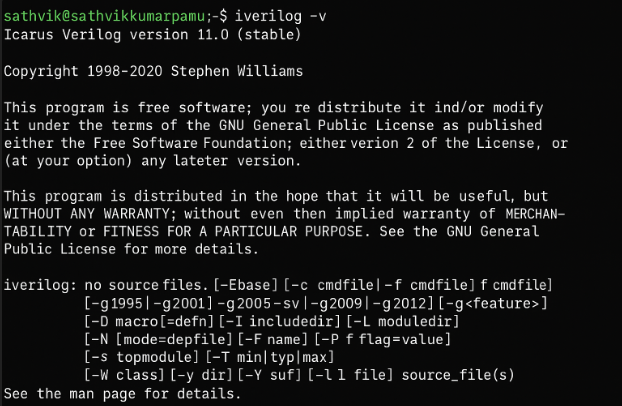 sathvik@sathvikkumarpamu;-$ iverilog -v
Icarus Verilog version 11.0 (stable)
Copyright 1998-2020 Stephen Williams
This program is free software; you re distribute it ind/or modify
it under the terms of the GNU General Public License as published
either the Free Software Foundation; either verion 2 of the License, or
(at your option) any lateter version.
This program is distributed in the hope that it will be useful, but
WITHOUT ANY WARRANTY; without even then implied warranty of MERCHAN-
TABILITY or FITNESS FOR A PARTICULAR PURPOSE. See the GNU General
Public License for more details.
iverilog: no source files. [-Ebase] [-c cmdfile|-f cmdfile] f cmdfile]
[-g1995|-g2001] -g2005-sv|-g2009|-g2012] [-g<feature>]
[-D macro[=defn] [-I includedir] [-L moduledir]
[-N [mode=depfile] [-F name] [-P f flag=value]
[-s topmodule] [-T min|typ|max]
[-W class] [-y dir] [-Y suf] [-l l file] source_file(s)
See the man page for details.